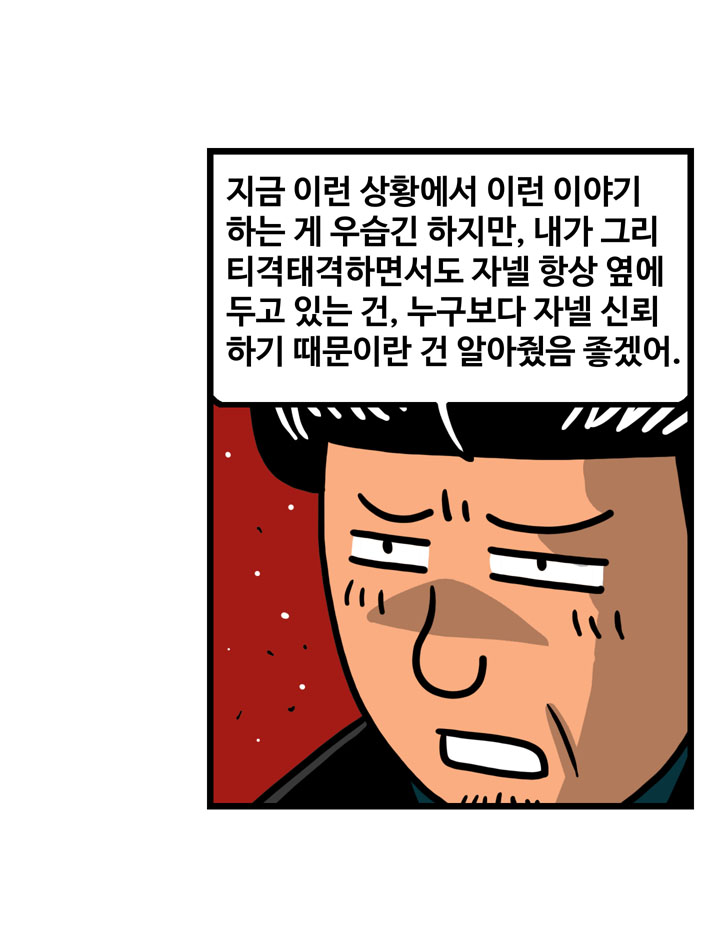 지금 이런 상황에서 이런 이야기
하는 게 우습긴 하지만, 내가 그리
티격태격하면서도 자넬 항상 옆에
두고 있는 건, 누구보다 자넬 신뢰
하기 때문이란 건 알아줬음 좋겠어.